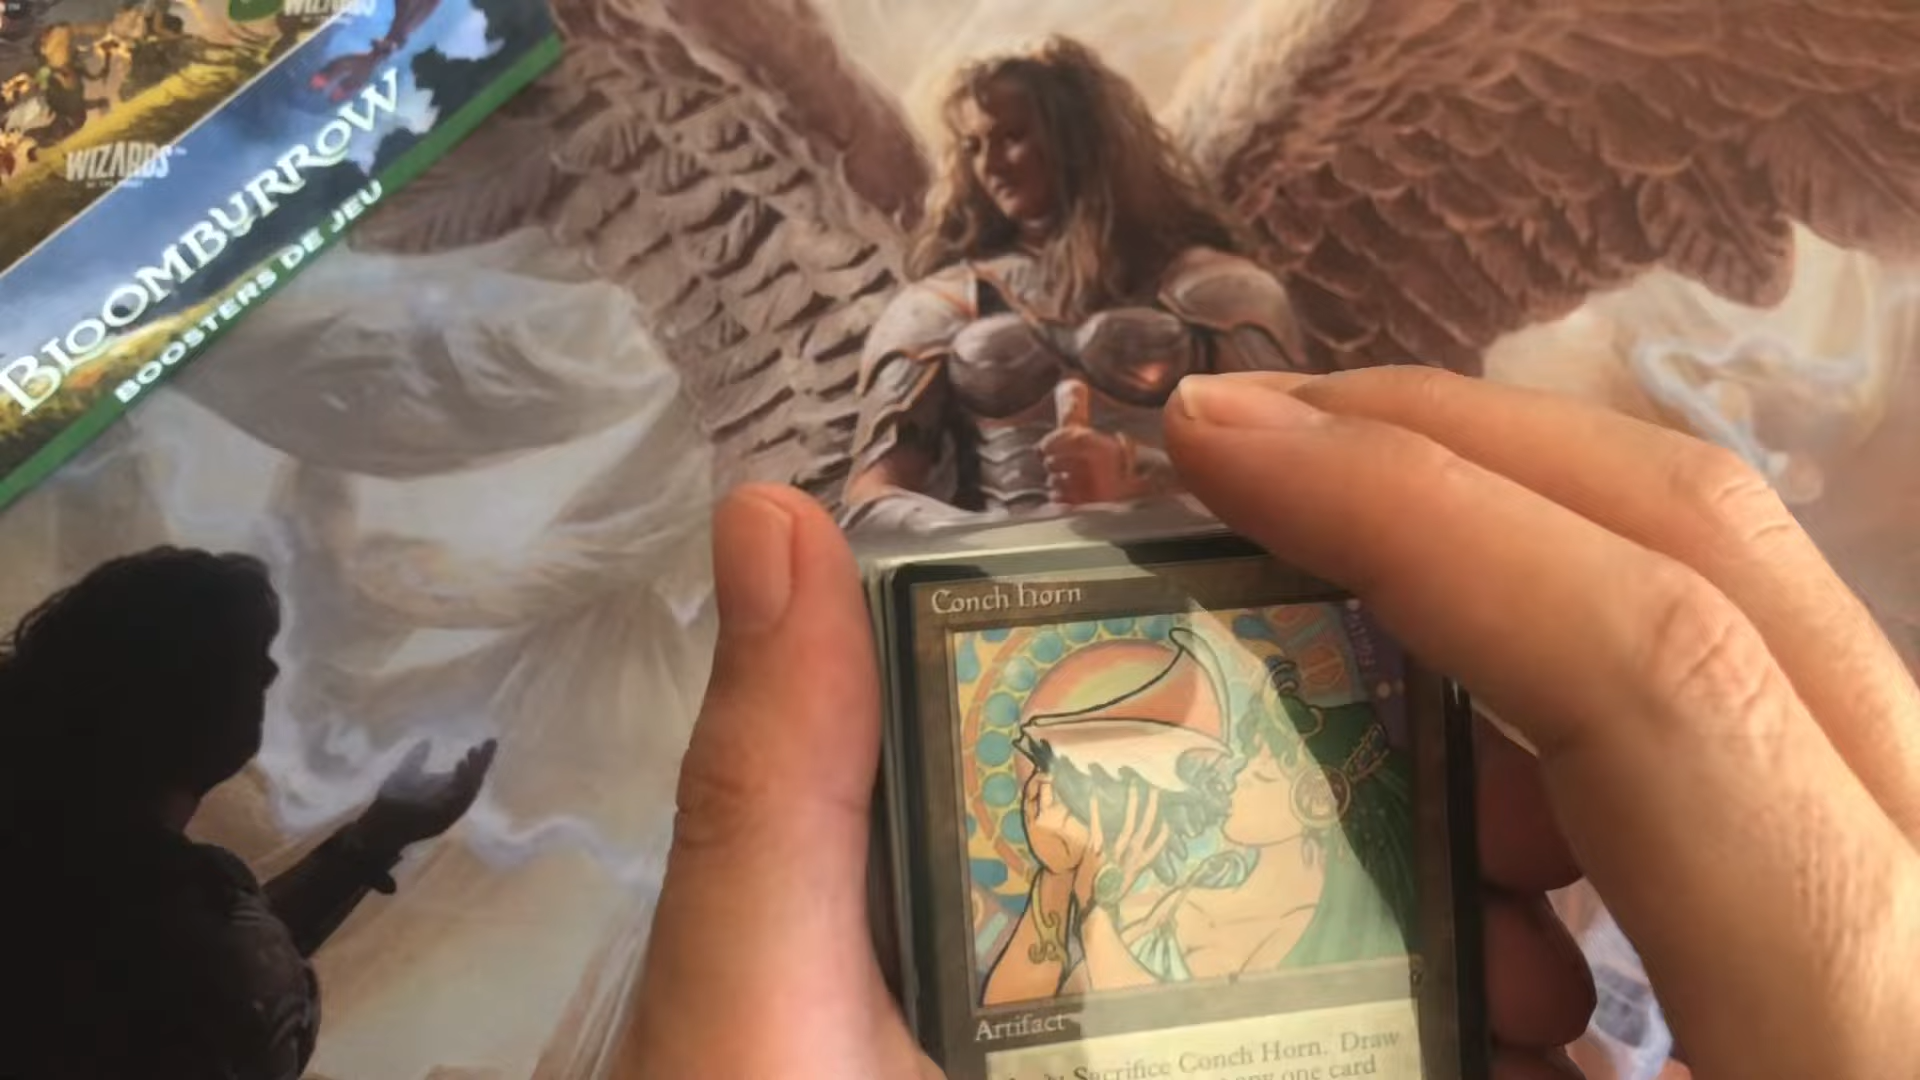 WIZARDS
WIZARDS
BLOOMBURROW
BOOSTERS DE JEU
Conch Horn
Artifact
Sacrifice Conch Horn. Draw
any one card